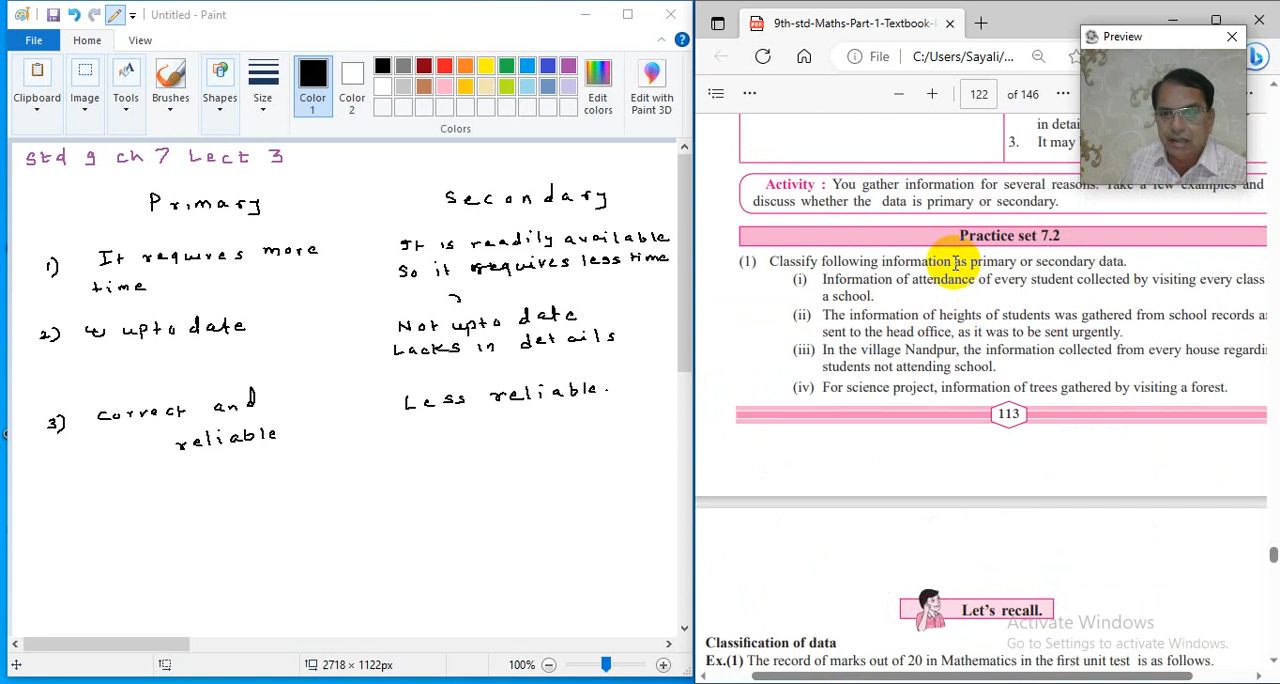 Untitled - Paint
File Home View
Clipboard Image Tools Brushes Shapes Size Color 1 Color 2 Edit colors Edit with Paint 3D
Colors
Std 9 ch 7 Lect 3
Primary Secondary
1) It requires more time
It is readily available
So it requires less time
2) upto date
Not upto date
Lacks in details
3) correct and reliable
Less reliable.
2718 × 1122px 100%
9th-std-Maths-Part-1-Textbook-
File C:/Users/Sayali/...
122 of 146
Preview
in detai
3. It may
Activity : You gather information for several reasons. Take a few examples and
discuss whether the data is primary or secondary.
Practice set 7.2
(1) Classify following information as primary or secondary data.
(i) Information of attendance of every student collected by visiting every class
a school.
(ii) The information of heights of students was gathered from school records a
sent to the head office, as it was to be sent urgently.
(iii) In the village Nandpur, the information collected from every house regardi
students not attending school.
(iv) For science project, information of trees gathered by visiting a forest.
113
Let's recall.
Activate Windows
Go to Settings to activate Windows.
Classification of data
Ex.(1) The record of marks out of 20 in Mathematics in the first unit test is as follows.